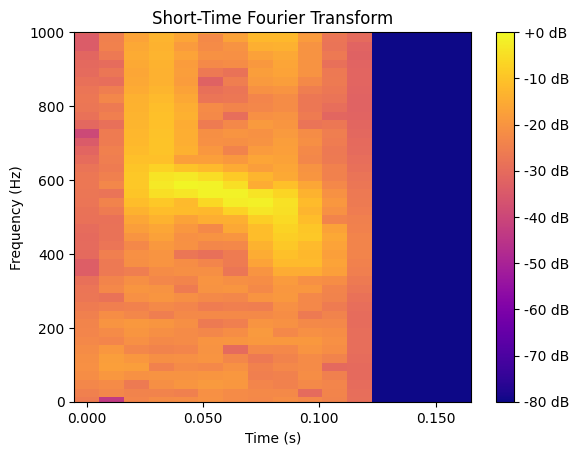 Short-Time Fourier Transform
Frequency (Hz)
1000
800
600
400
200
0
0.000 0.050 0.100 0.150
Time (s)
+0 dB
-10 dB
-20 dB
-30 dB
-40 dB
-50 dB
-60 dB
-70 dB
-80 dB